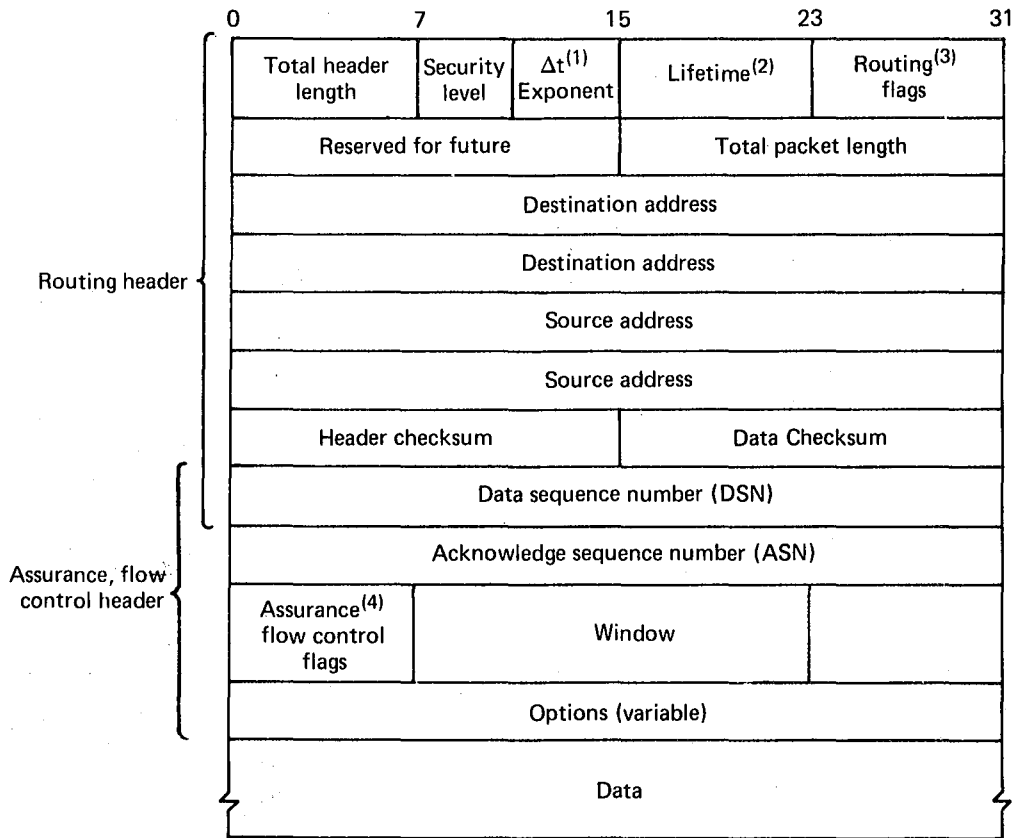 0 7 15 23 31
Total header
length
Security
level
Δt(1)
Exponent
Lifetime(2)
Routing(3)
flags
Reserved for future
Total packet length
Destination address
Destination address
Routing header
Source address
Source address
Header checksum
Data Checksum
Data sequence number (DSN)
Acknowledge sequence number (ASN)
Assurance, flow
control header
Assurance(4)
flow control
flags
Window
Options (variable)
Data